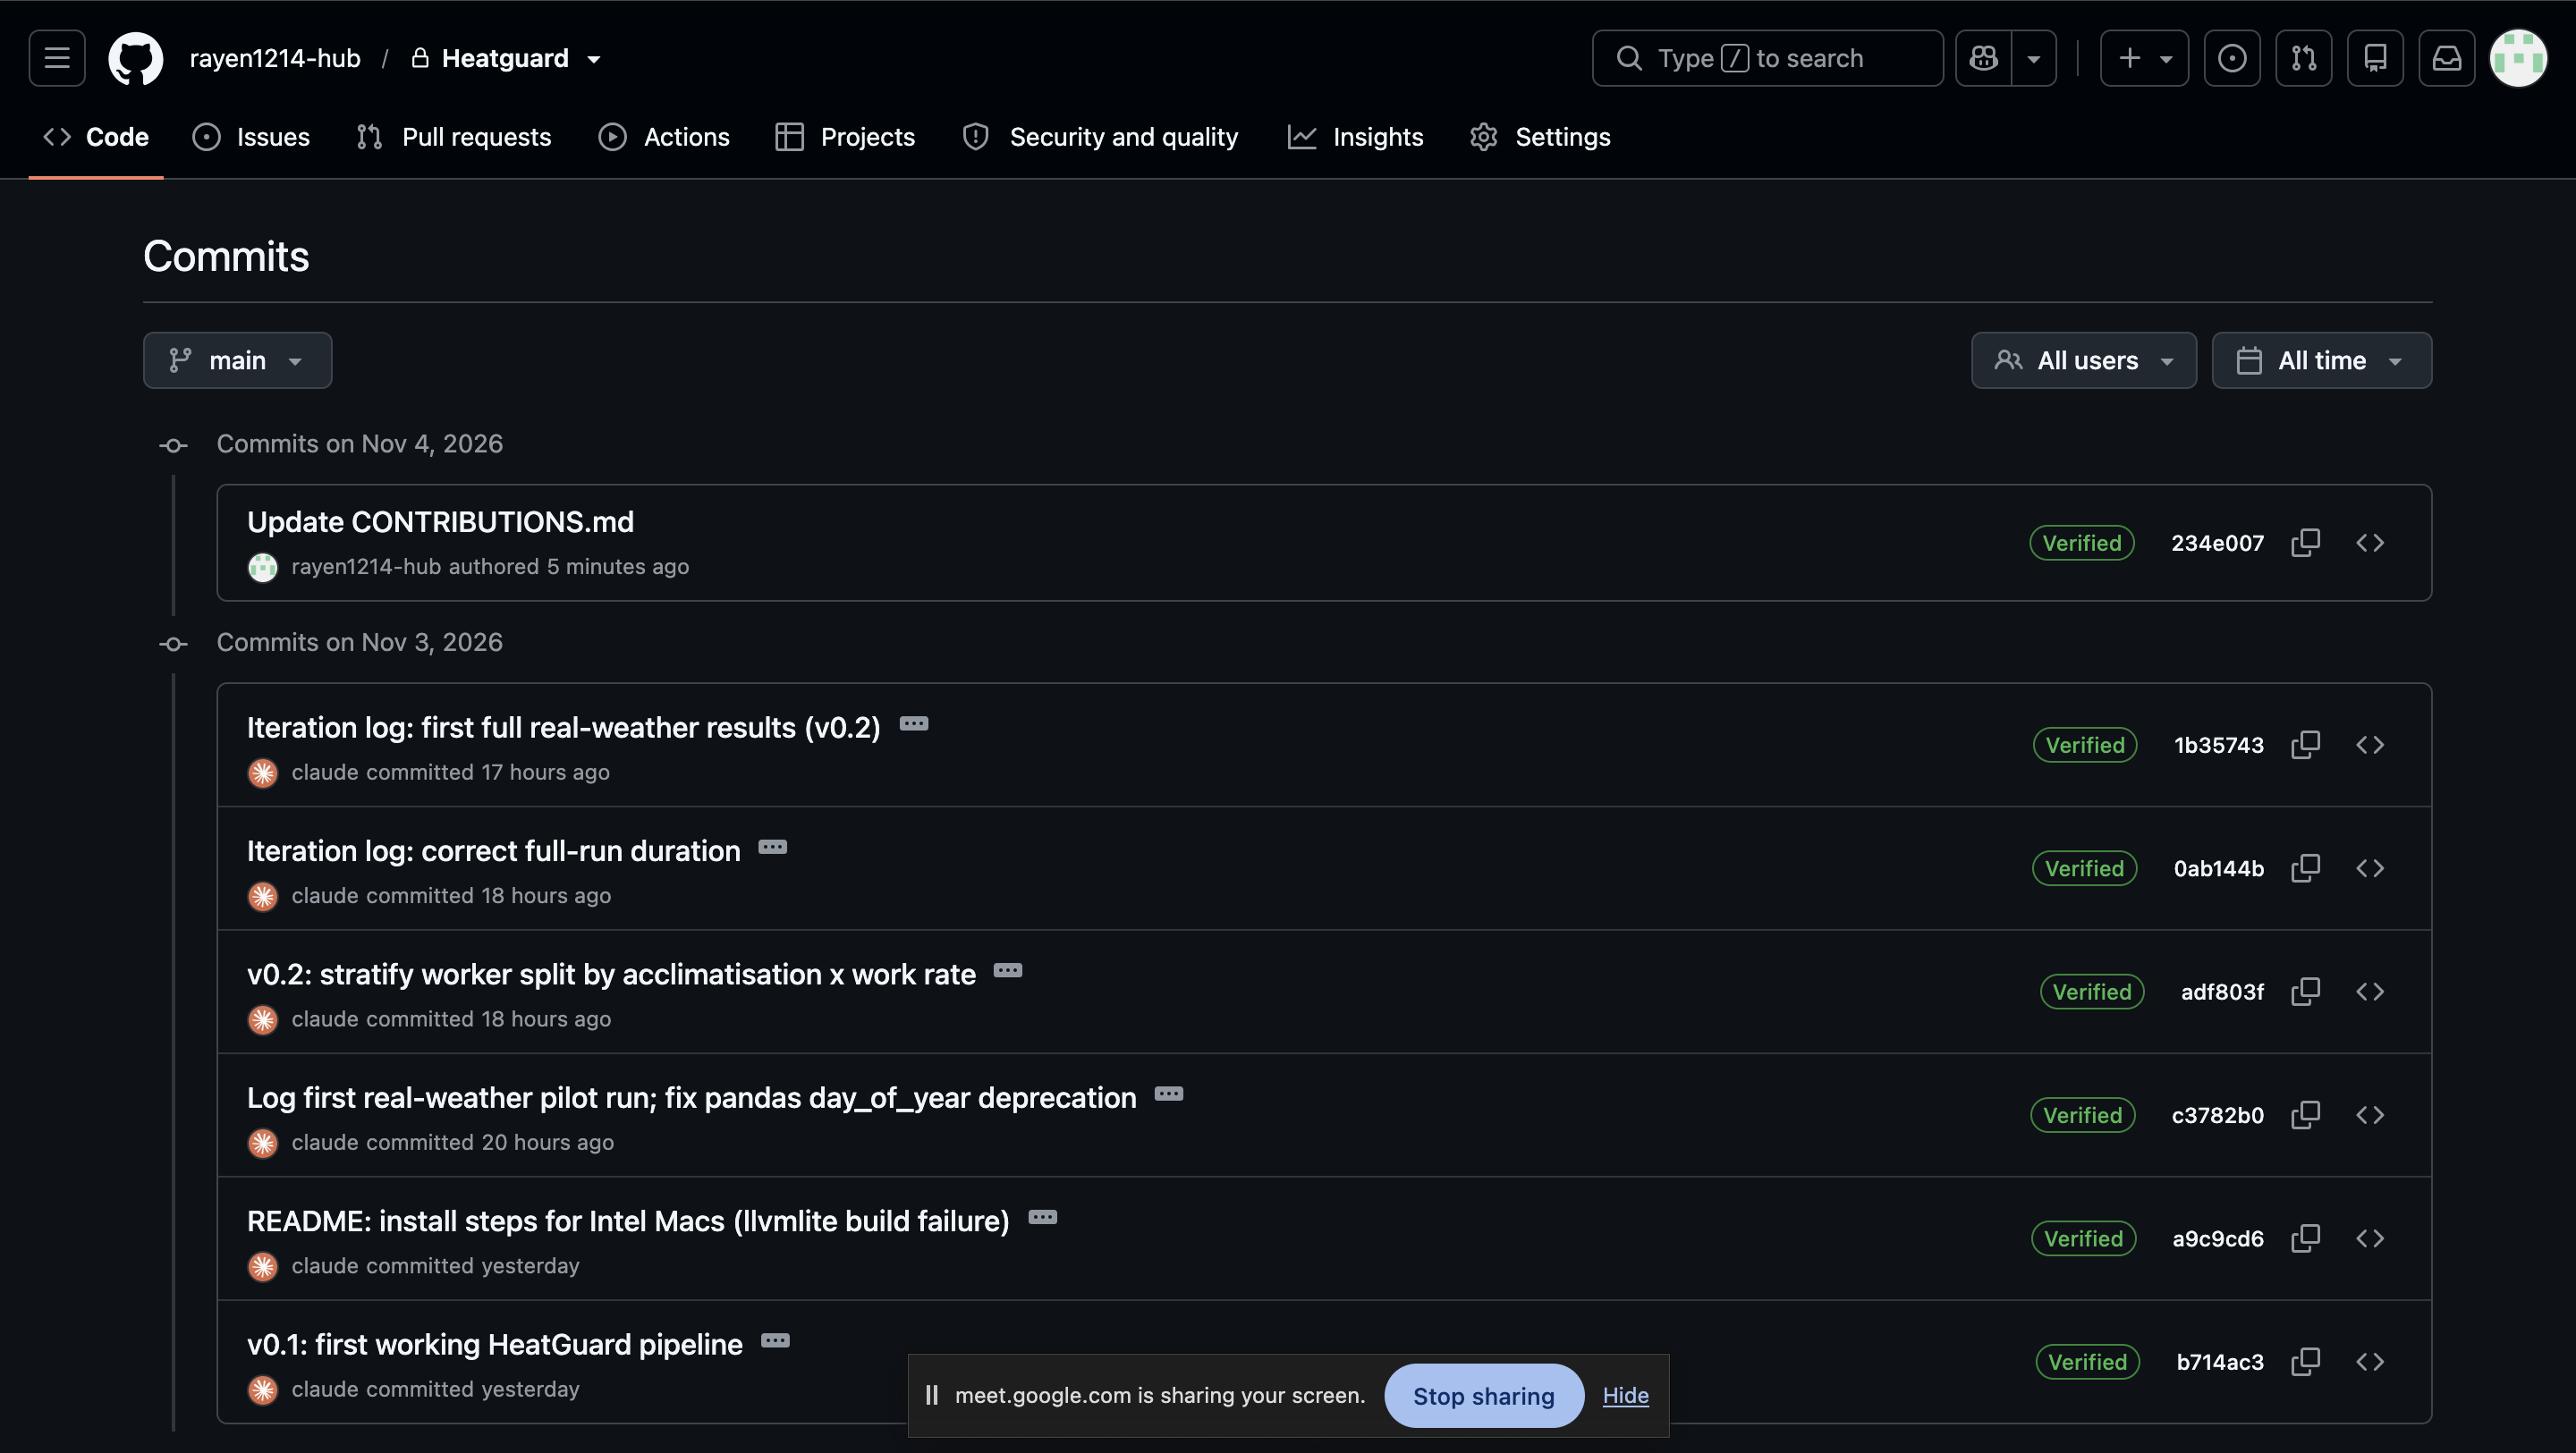 rayen1214-hub / Heatguard
Type / to search
Code Issues Pull requests Actions Projects Security and quality Insights Settings
Commits
main
All users All time
Commits on Nov 4, 2026
Update CONTRIBUTIONS.md
rayen1214-hub authored 5 minutes ago
Verified 234e007
Commits on Nov 3, 2026
Iteration log: first full real-weather results (v0.2)
claude committed 17 hours ago
Verified 1b35743
Iteration log: correct full-run duration
claude committed 18 hours ago
Verified 0ab144b
v0.2: stratify worker split by acclimatisation x work rate
claude committed 18 hours ago
Verified adf803f
Log first real-weather pilot run; fix pandas day_of_year deprecation
claude committed 20 hours ago
Verified c3782b0
README: install steps for Intel Macs (llvmlite build failure)
claude committed yesterday
Verified a9c9cd6
v0.1: first working HeatGuard pipeline
claude committed yesterday
Verified b714ac3
meet.google.com is sharing your screen. Stop sharing Hide